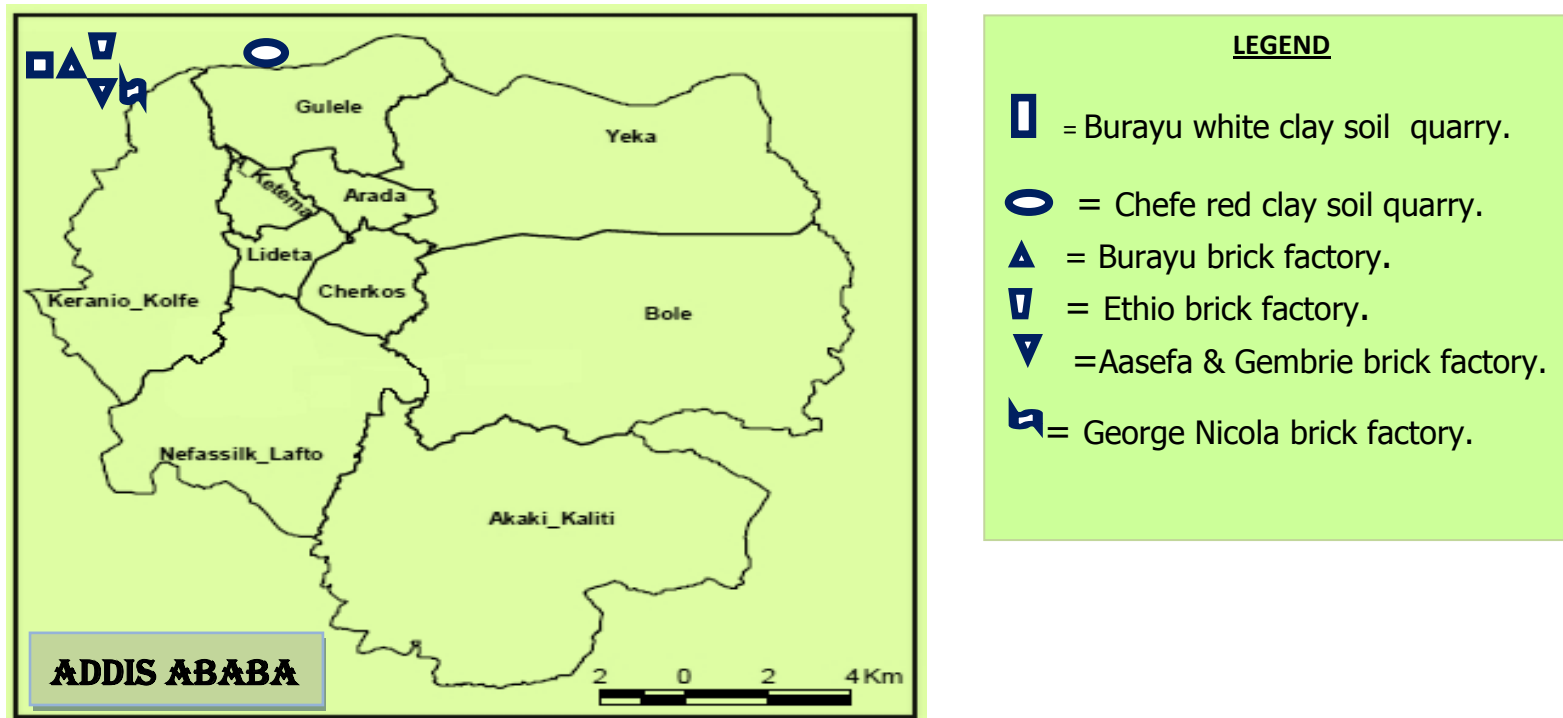 Gulele
Yeka
A_Ketema
Arada
Lideta
Cherkos
Keranio_Kolfe
Bole
Nefassilk_Lafto
Akaki_Kaliti
ADDIS ABABA
2 0 2 4 Km
LEGEND
= Burayu white clay soil quarry.
= Chefe red clay soil quarry.
= Burayu brick factory.
= Ethio brick factory.
=Aasefa & Gembrie brick factory.
= George Nicola brick factory.